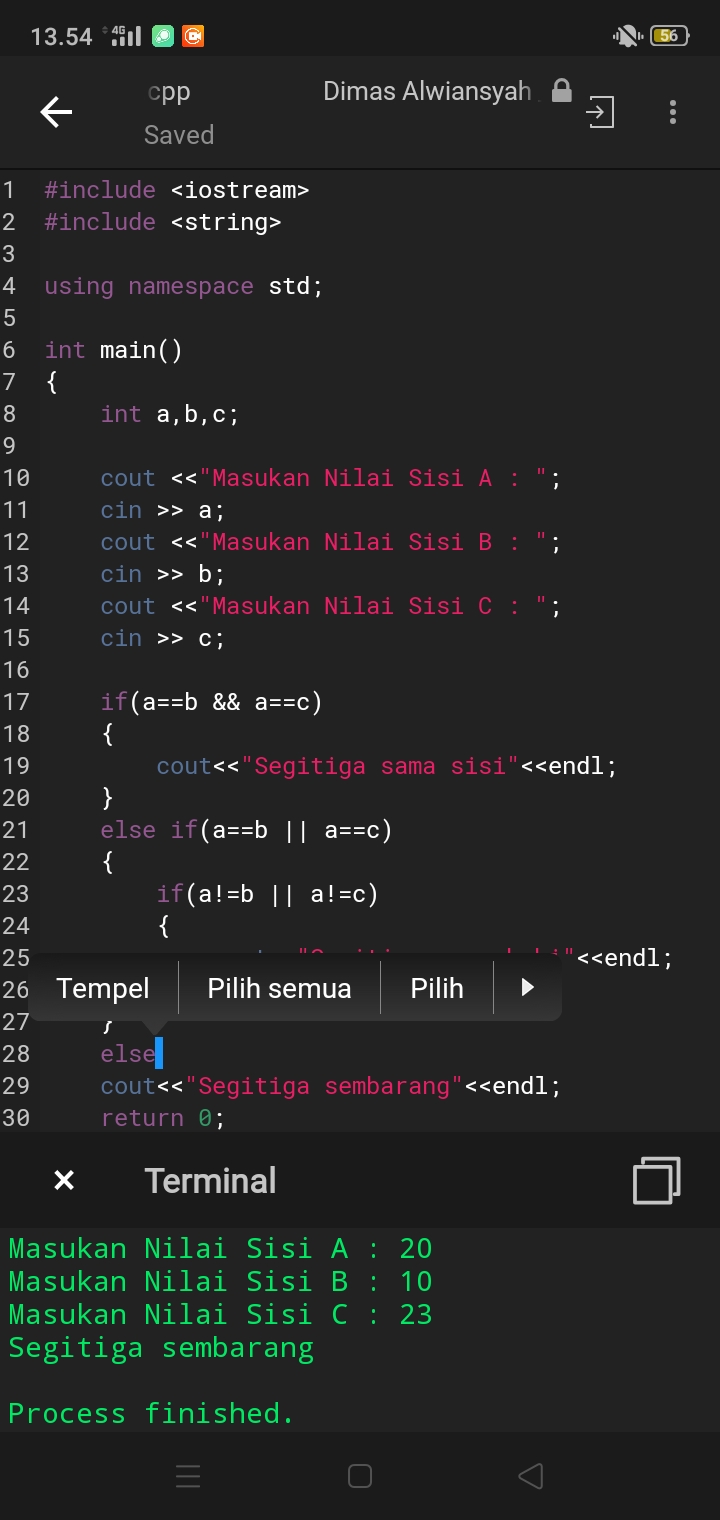 13.54 4G 56
cpp Dimas Alwiansyah
Saved
1 #include <iostream>
2 #include <string>
3
4 using namespace std;
5
6 int main()
7 {
8 int a,b,c;
9
10 cout <<"Masukan Nilai Sisi A : ";
11 cin >> a;
12 cout <<"Masukan Nilai Sisi B : ";
13 cin >> b;
14 cout <<"Masukan Nilai Sisi C : ";
15 cin >> c;
16
17 if(a==b && a==c)
18 {
19 cout<<"Segitiga sama sisi"<<endl;
20 }
21 else if(a==b || a==c)
22 {
23 if(a!=b || a!=c)
24 {
25 "<<endl;
26 Tempel Pilih semua Pilih
27 }
28 else
29 cout<<"Segitiga sembarang"<<endl;
30 return 0;
× Terminal
Masukan Nilai Sisi A : 20
Masukan Nilai Sisi B : 10
Masukan Nilai Sisi C : 23
Segitiga sembarang
Process finished.